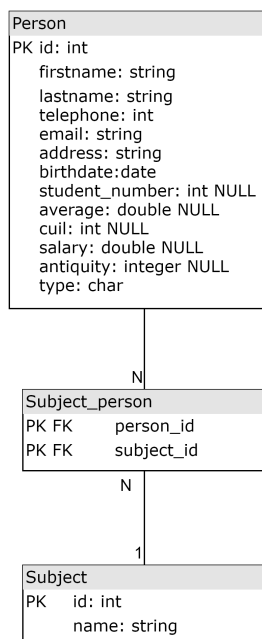 Person
PK id: int
firstname: string
lastname: string
telephone: int
email: string
address: string
birthdate:date
student_number: int NULL
average: double NULL
cuil: int NULL
salary: double NULL
antiquity: integer NULL
type: char
N
Subject_person
PK FK person_id
PK FK subject_id
N
1
Subject
PK id: int
name: string